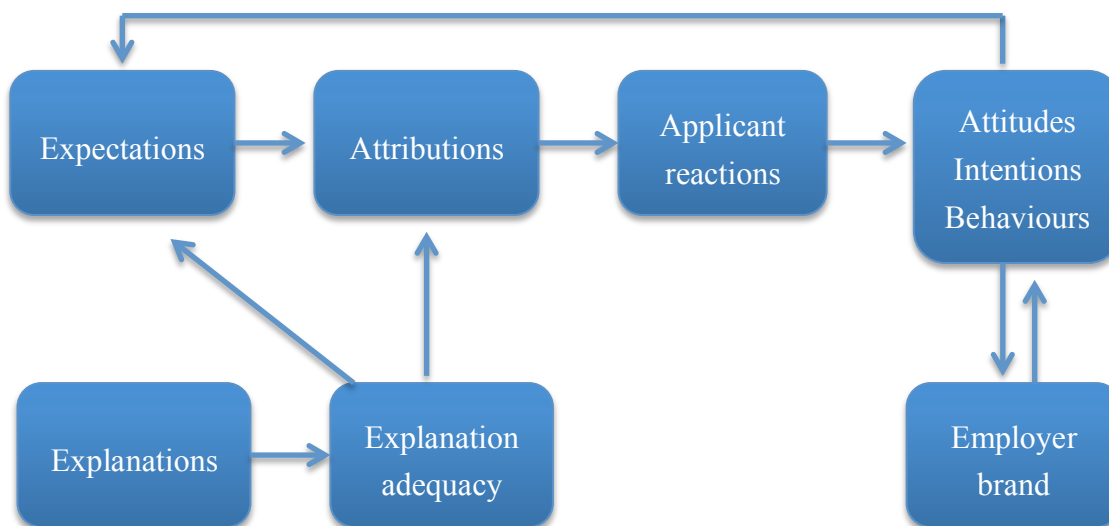 Expectations
Attributions
Applicant
reactions
Attitudes
Intentions
Behaviours
Explanations
Explanation
adequacy
Employer
brand